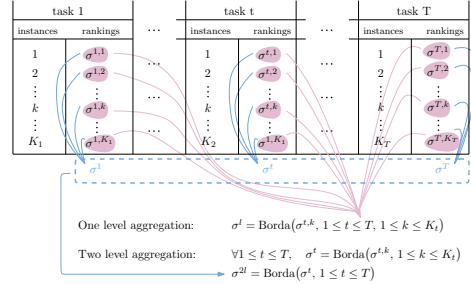 task 1 ⋯ task t ⋯ task T
instances rankings instances rankings instances rankings
1 σ^{1,1} ⋯ 1 σ^{t,1} ⋯ 1 σ^{T,1}
2 σ^{1,2} 2 σ^{t,2} 2 σ^{T,2}
⋮ ⋮ ⋯ ⋮ ⋮ ⋯ ⋮ ⋮
k σ^{1,k} k σ^{t,k} k σ^{T,k}
⋮ ⋮ ⋯ ⋮ ⋮ ⋯ ⋮ ⋮
K_1 σ^{1,K_1} K_2 σ^{t,K_1} K_T σ^{T,K_T}
σ^1 σ^t σ^T
One level aggregation: σ^l = Borda(σ^{t,k}, 1 ≤ t ≤ T, 1 ≤ k ≤ K_t)
Two level aggregation: ∀1 ≤ t ≤ T, σ^t = Borda(σ^{t,k}, 1 ≤ k ≤ K_t)
σ^{2l} = Borda(σ^t, 1 ≤ t ≤ T)